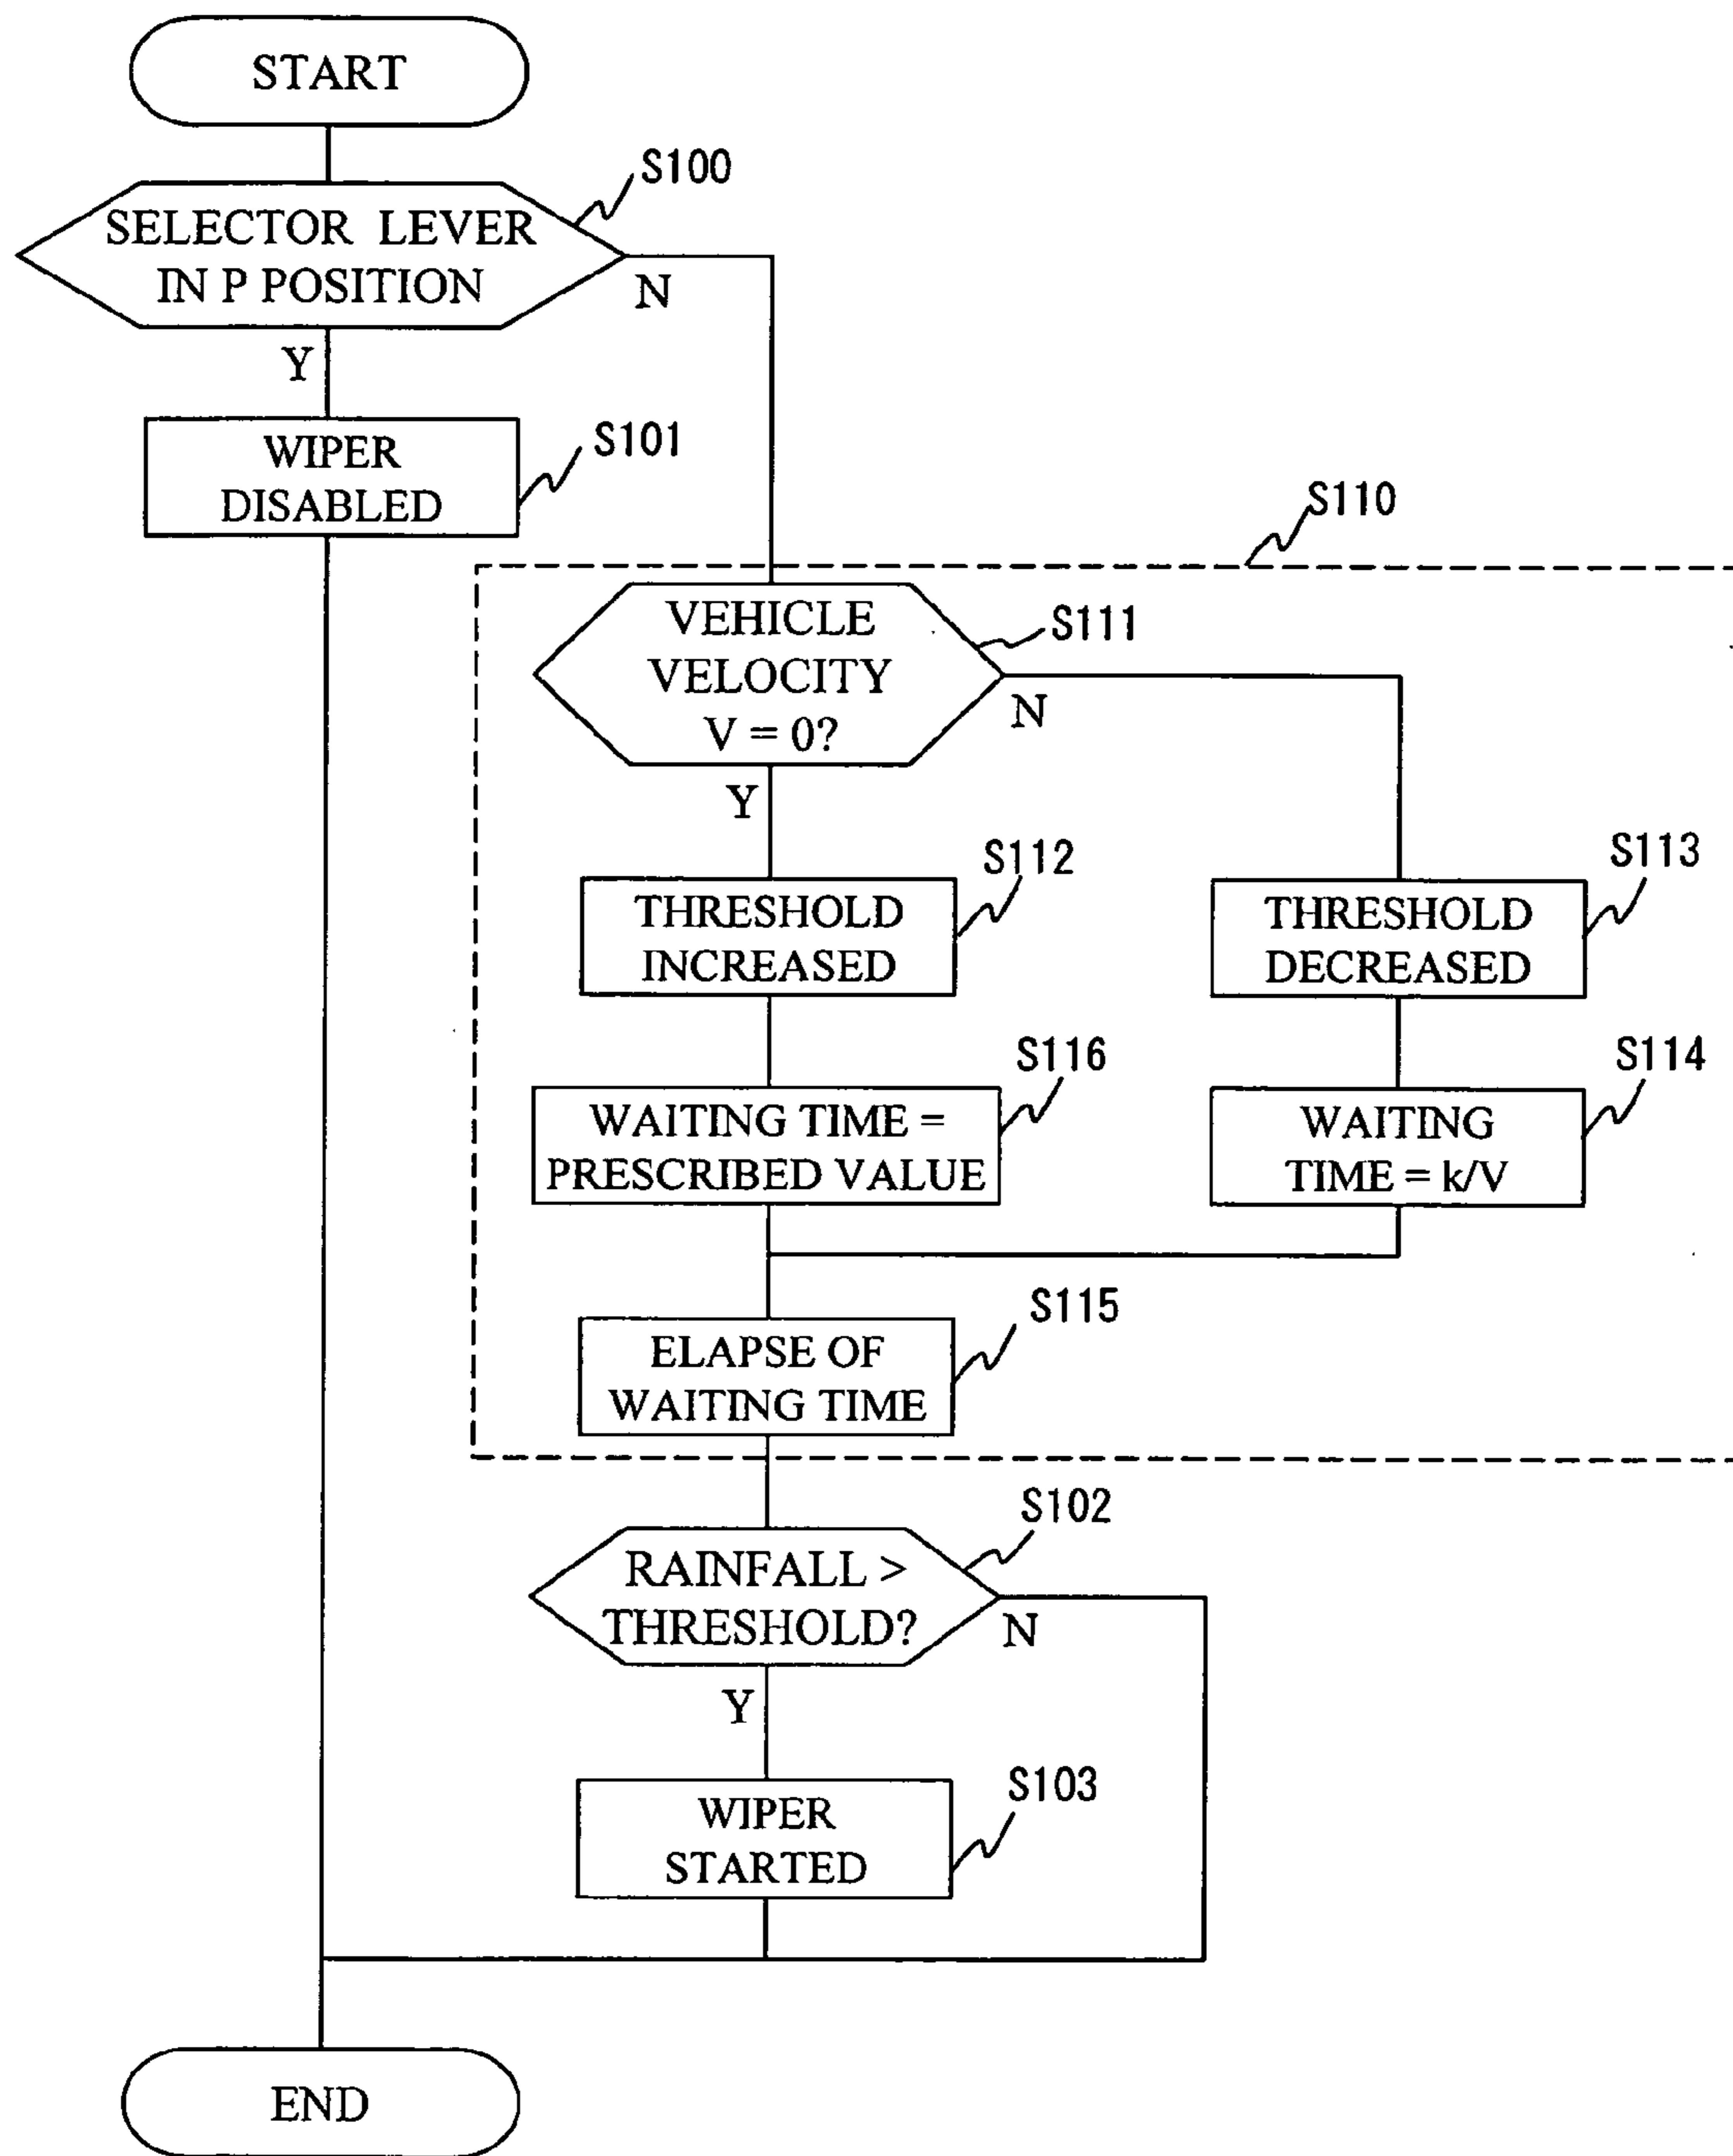 START
S100
SELECTOR LEVER
IN P POSITION
N
Y
WIPER
DISABLED
S101
S110
VEHICLE
VELOCITY
V = 0?
S111
N
Y
S112
THRESHOLD
INCREASED
S113
THRESHOLD
DECREASED
S116
WAITING TIME =
PRESCRIBED VALUE
S114
WAITING
TIME = k/V
S115
ELAPSE OF
WAITING TIME
S102
RAINFALL >
THRESHOLD?
N
Y
S103
WIPER
STARTED
END